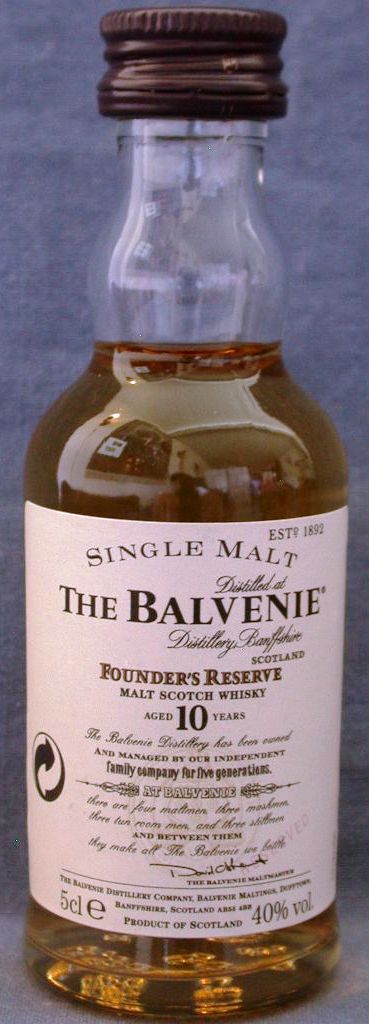 ESTD 1892
SINGLE MALT
Distilled at
THE BALVENIE®
Distillery, Banffshire
SCOTLAND
FOUNDER'S RESERVE
MALT SCOTCH WHISKY
AGED 10 YEARS
The Balvenie Distillery has been owned
AND MANAGED BY OUR INDEPENDENT
family company for five generations.
AT BALVENIE
there are four maltmen, three mashmen,
three tun room men, and three stillmen
AND BETWEEN THEM
they make all The Balvenie we bottle
THE BALVENIE MALTMASTER
THE BALVENIE DISTILLERY COMPANY, BALVENIE MALTINGS, DUFFTOWN,
BANFFSHIRE, SCOTLAND AB55 4BB
5cl e
PRODUCT OF SCOTLAND
40% vol.